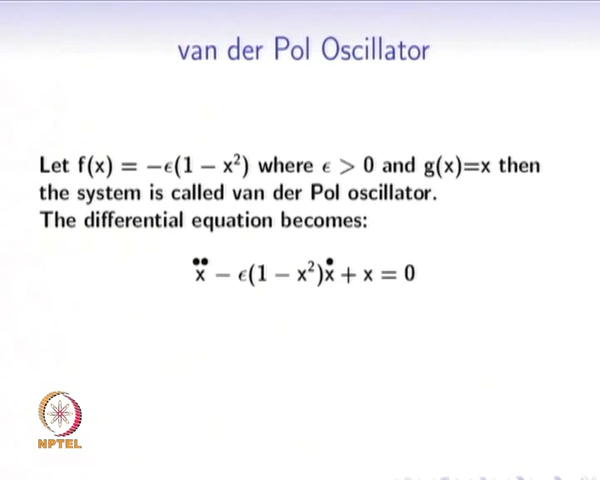 van der Pol Oscillator
Let f(x) = −ϵ(1 − x²) where ϵ > 0 and g(x)=x then
the system is called van der Pol oscillator.
The differential equation becomes:
ẍ − ϵ(1 − x²)ẋ + x = 0
NPTEL